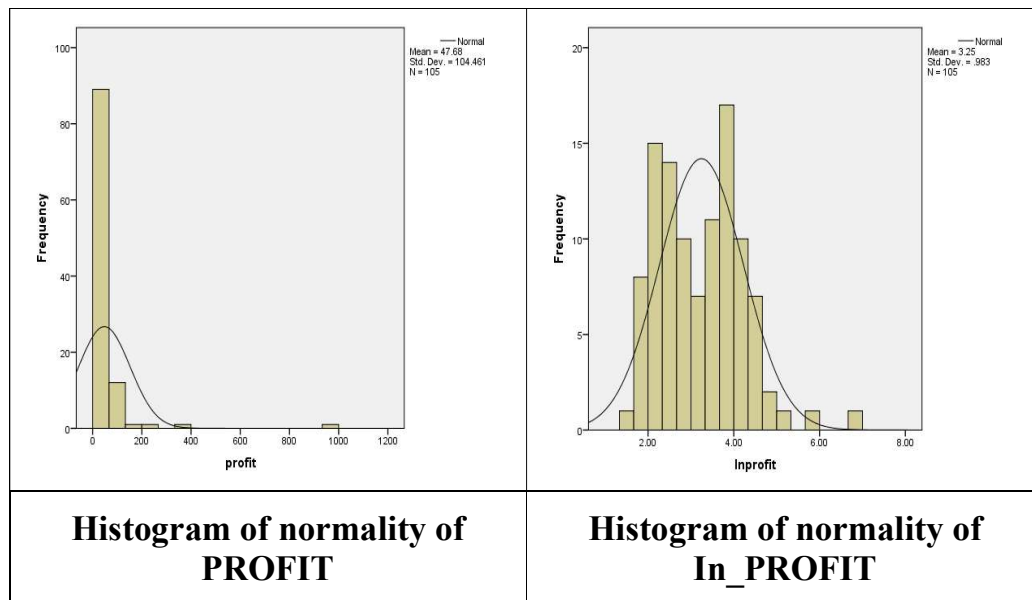 Normal
Mean = 47.68
Std. Dev. = 104.461
N = 105
100
80
60
40
20
0
Frequency
0 200 400 600 800 1000 1200
profit
Normal
Mean = 3.25
Std. Dev. = .983
N = 105
20
15
10
5
0
Frequency
2.00 4.00 6.00 8.00
lnprofit
Histogram of normality of
PROFIT
Histogram of normality of
In_PROFIT